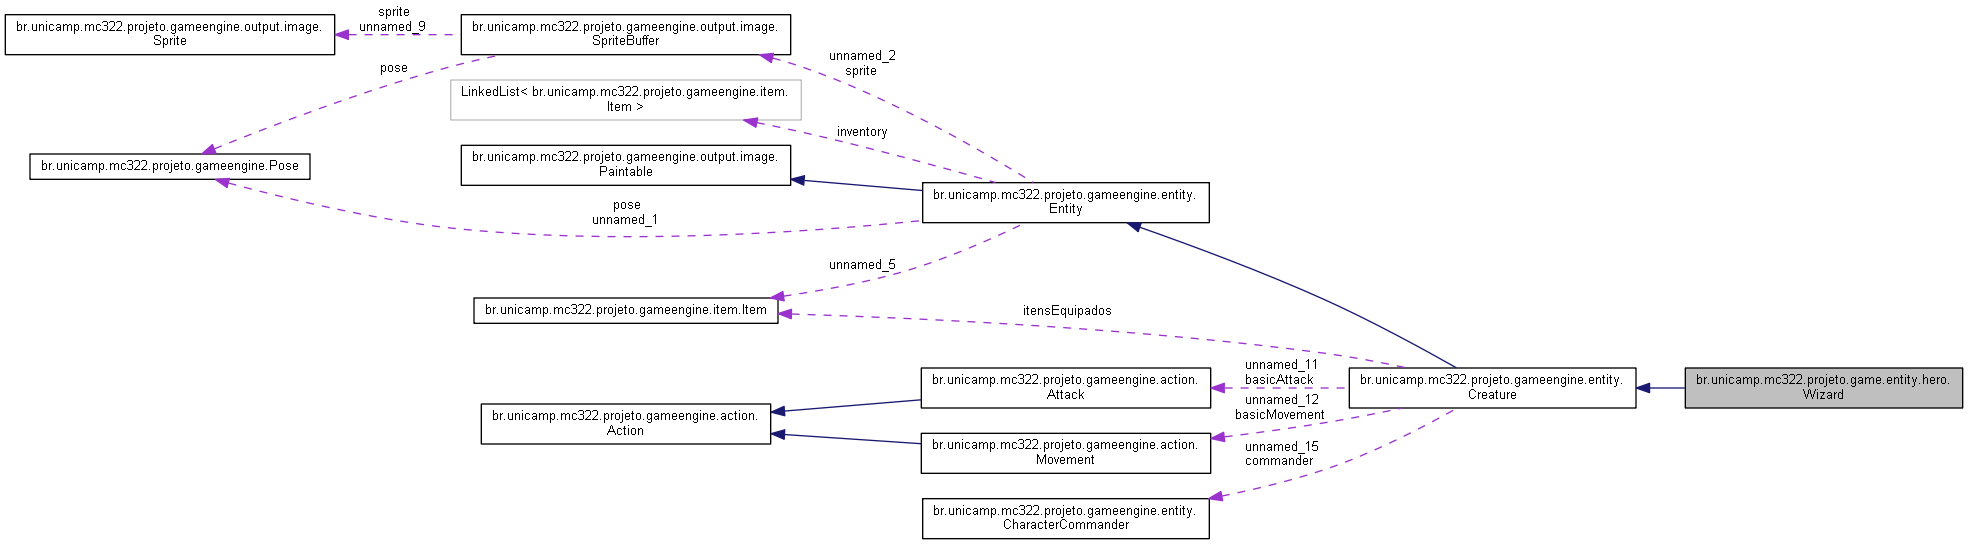 br.unicamp.mc322.projeto.gameengine.output.image.
Sprite
sprite
unnamed_9
br.unicamp.mc322.projeto.gameengine.output.image.
SpriteBuffer
pose
unnamed_2
sprite
LinkedList< br.unicamp.mc322.projeto.gameengine.item.
Item >
inventory
br.unicamp.mc322.projeto.gameengine.Pose
br.unicamp.mc322.projeto.gameengine.output.image.
Paintable
br.unicamp.mc322.projeto.gameengine.entity.
Entity
pose
unnamed_1
unnamed_5
br.unicamp.mc322.projeto.gameengine.item.Item
itensEquipados
br.unicamp.mc322.projeto.gameengine.action.
Action
br.unicamp.mc322.projeto.gameengine.action.
Attack
unnamed_11
basicAttack
br.unicamp.mc322.projeto.gameengine.entity.
Creature
br.unicamp.mc322.projeto.game.entity.hero.
Wizard
unnamed_12
basicMovement
br.unicamp.mc322.projeto.gameengine.action.
Movement
unnamed_15
commander
br.unicamp.mc322.projeto.gameengine.entity.
CharacterCommander